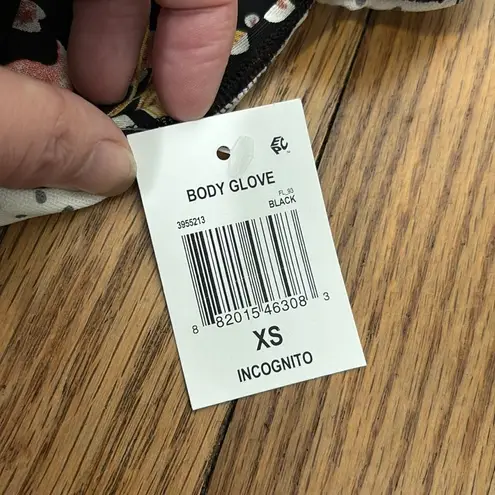 BODY GLOVE
FL_93
3955213 BLACK
8 82015 46308 3
XS
INCOGNITO